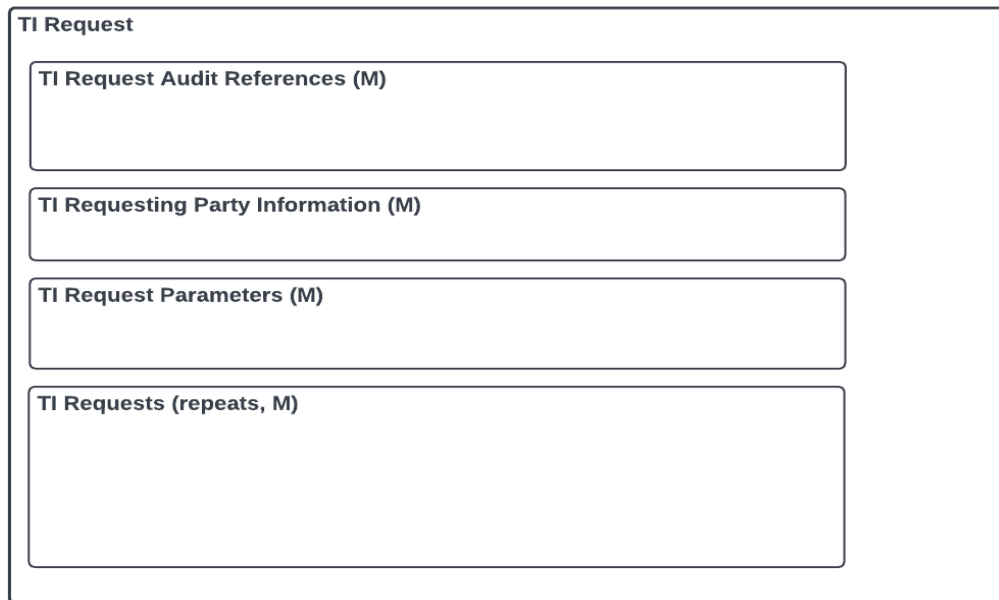 TI Request
TI Request Audit References (M)
TI Requesting Party Information (M)
TI Request Parameters (M)
TI Requests (repeats, M)